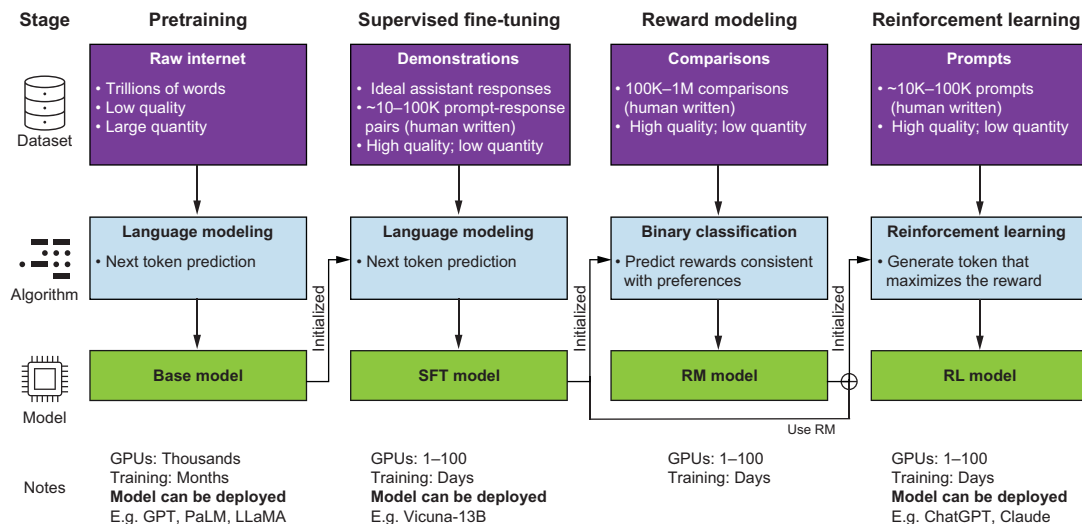 Stage
Pretraining
Supervised fine-tuning
Reward modeling
Reinforcement learning
Dataset
Raw internet
• Trillions of words
• Low quality
• Large quantity
Demonstrations
• Ideal assistant responses
• ~10–100K prompt-response
pairs (human written)
• High quality; low quantity
Comparisons
• 100K–1M comparisons
(human written)
• High quality; low quantity
Prompts
• ~10K–100K prompts
(human written)
• High quality; low quantity
Algorithm
Language modeling
• Next token prediction
Initialized
Language modeling
• Next token prediction
Initialized
Binary classification
• Predict rewards consistent
with preferences
Initialized
Reinforcement learning
• Generate token that
maximizes the reward
Model
Base model
SFT model
RM model
RL model
Use RM
Notes
GPUs: Thousands
Training: Months
Model can be deployed
E.g. GPT, PaLM, LLaMA
GPUs: 1–100
Training: Days
Model can be deployed
E.g. Vicuna-13B
GPUs: 1–100
Training: Days
GPUs: 1–100
Training: Days
Model can be deployed
E.g. ChatGPT, Claude